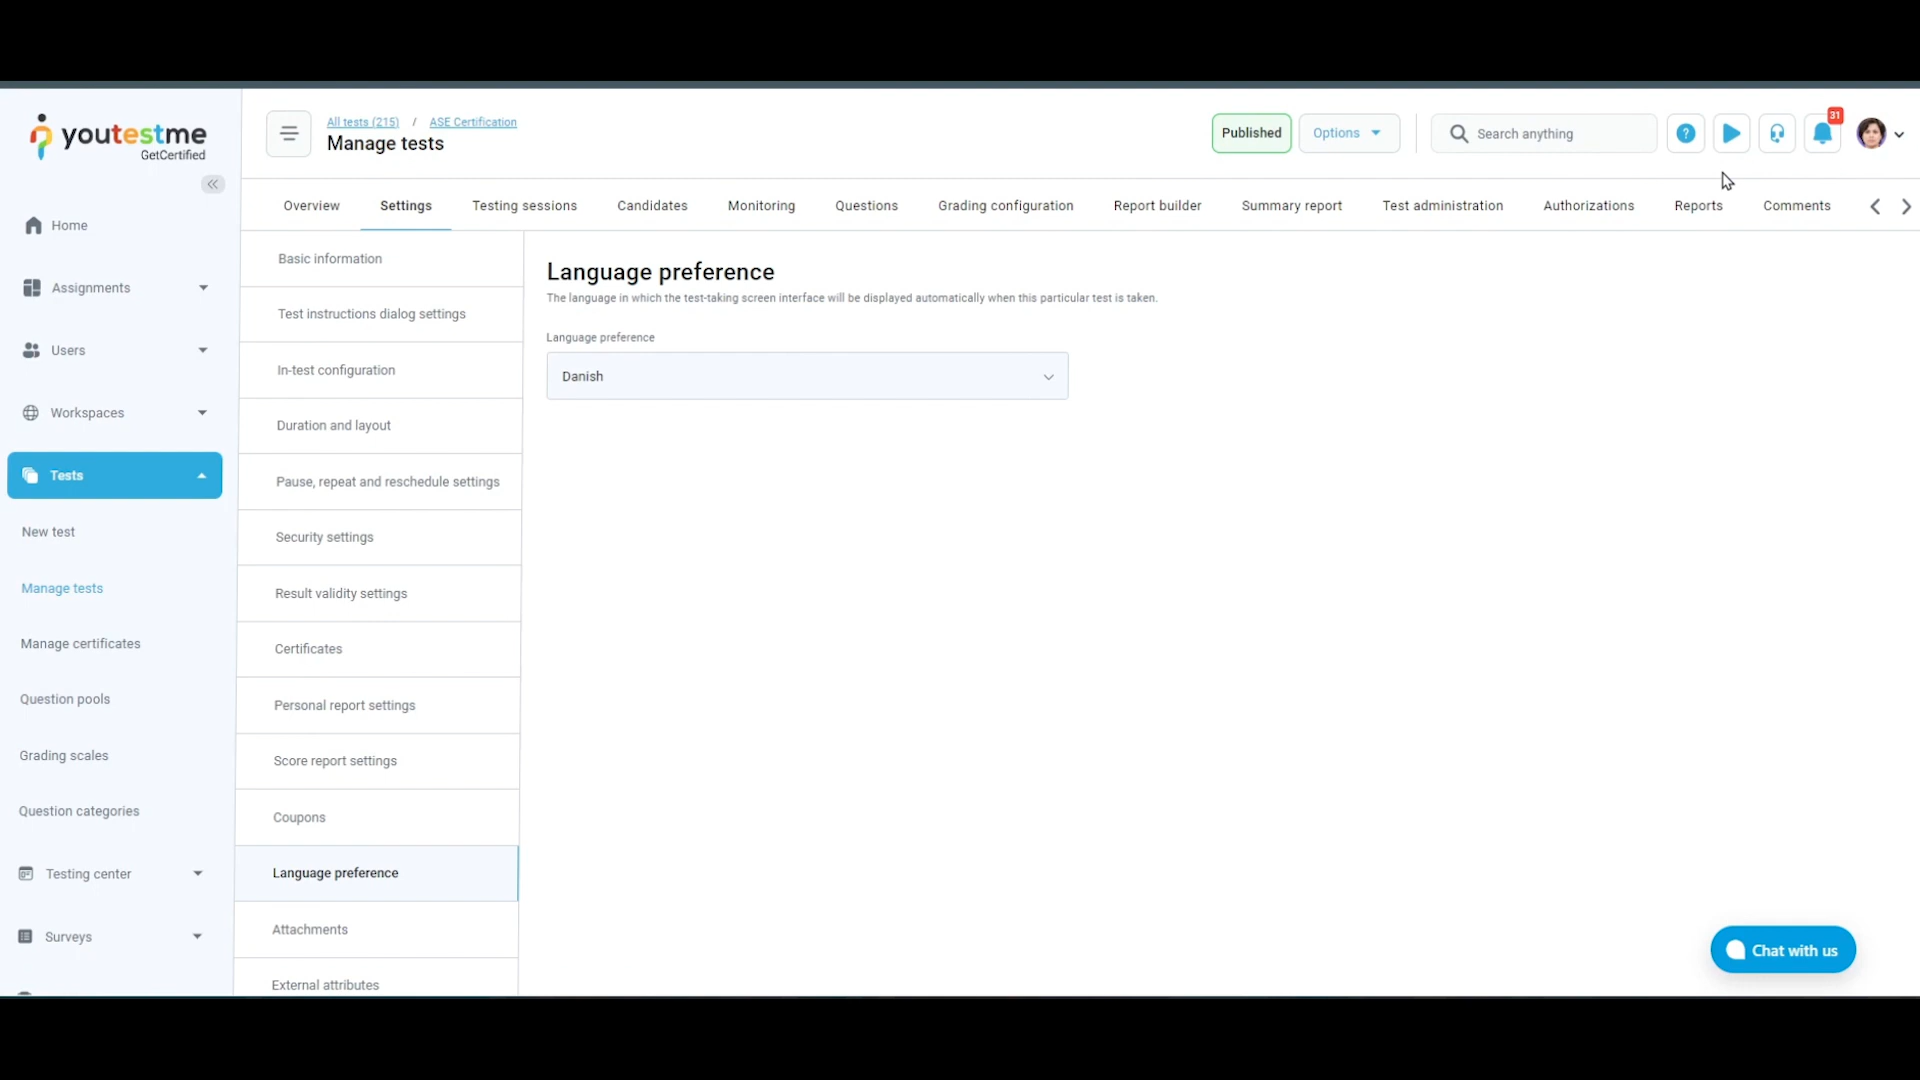 youtestme
GetCertified
Home
Assignments
Users
Workspaces
Tests
New test
Manage tests
Manage certificates
Question pools
Grading scales
Question categories
Testing center
Surveys
All tests (215) / ASE Certification
Manage tests
Published
Options
Search anything
?
31
Overview
Settings
Testing sessions
Candidates
Monitoring
Questions
Grading configuration
Report builder
Summary report
Test administration
Authorizations
Reports
Comments
Basic information
Test instructions dialog settings
In-test configuration
Duration and layout
Pause, repeat and reschedule settings
Security settings
Result validity settings
Certificates
Personal report settings
Score report settings
Coupons
Language preference
Attachments
External attributes
Language preference
The language in which the test-taking screen interface will be displayed automatically when this particular test is taken.
Language preference
Danish
Chat with us